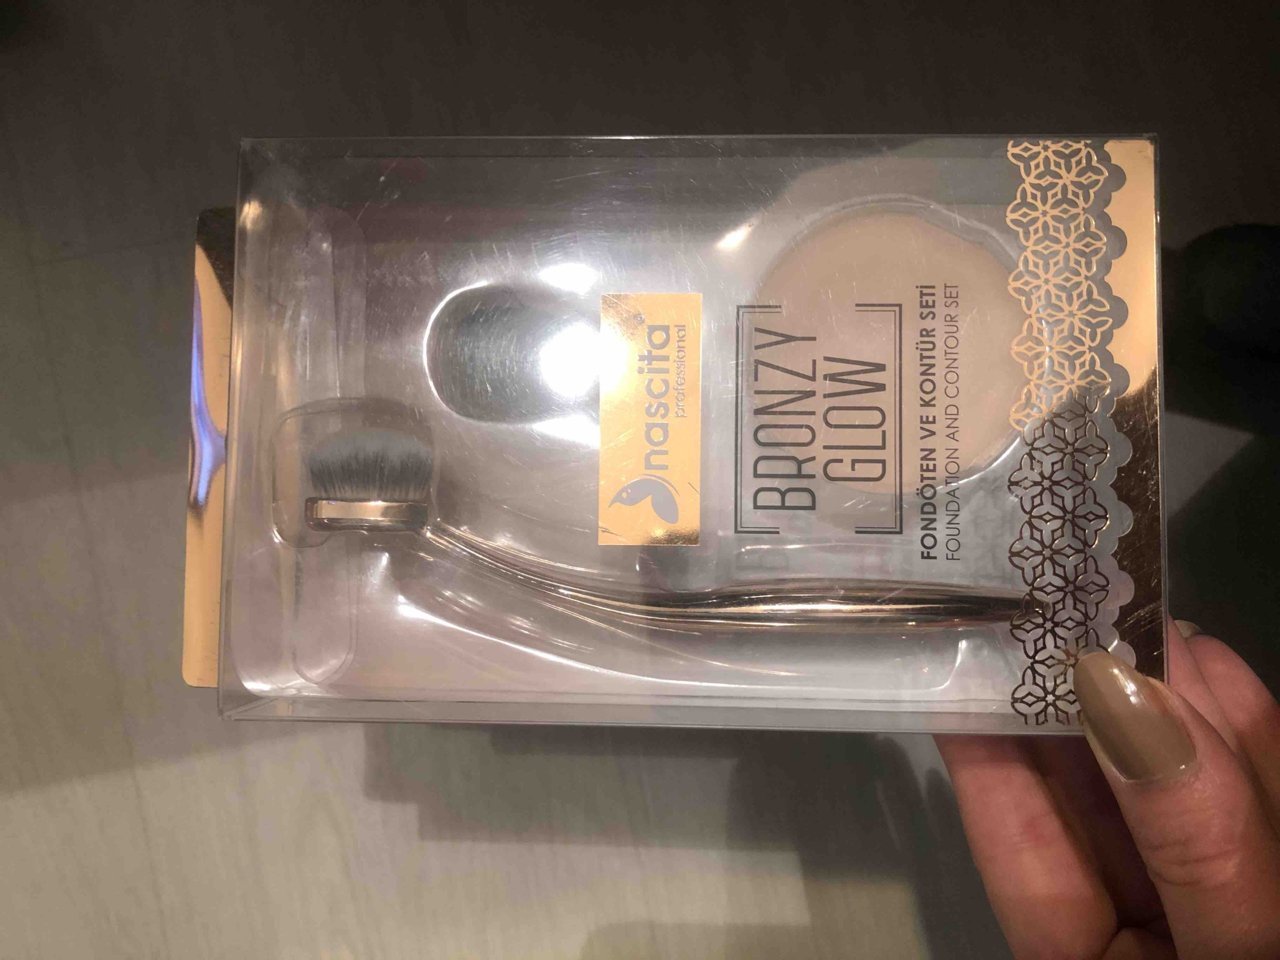 nascita®
professional
BRONZY
GLOW
FONDÖTEN VE KONTÜR SETİ
FOUNDATION AND CONTOUR SET